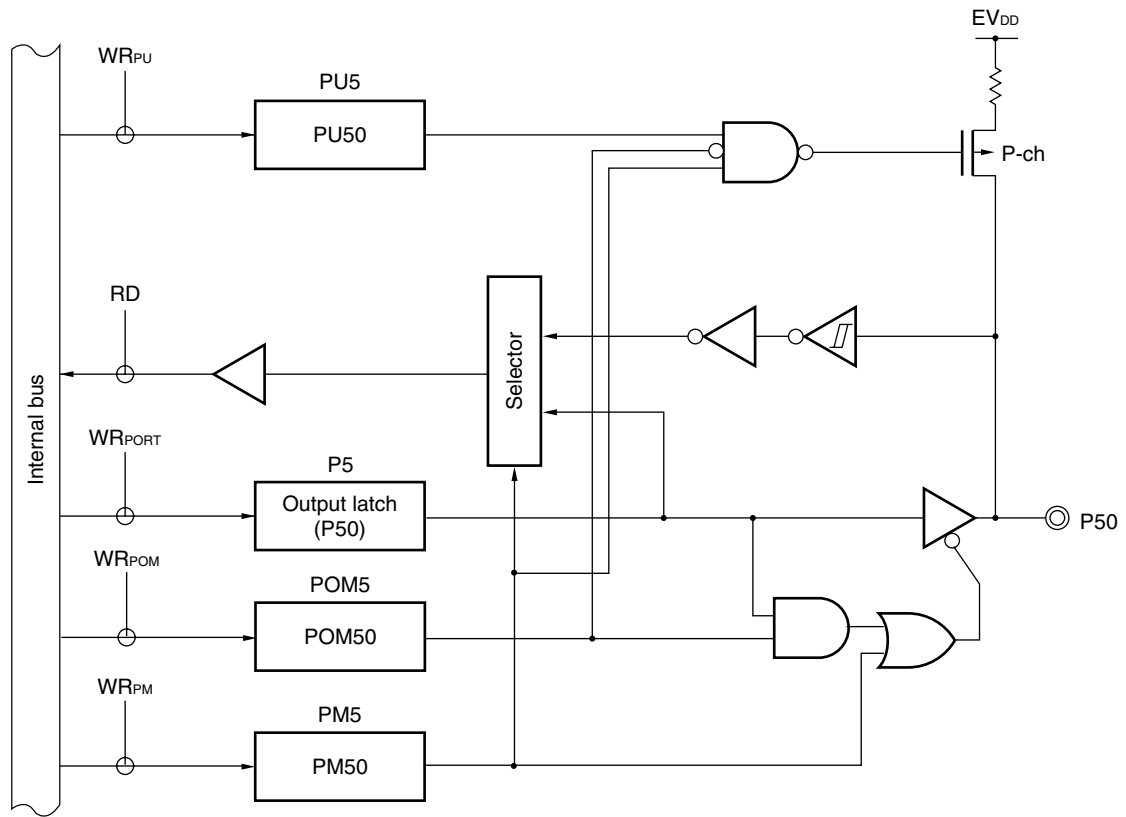 EVDD
WRPU
PU5
PU50
P-ch
RD
Selector
Internal bus
WRPORT
P5
Output latch
(P50)
P50
WRPOM
POM5
POM50
WRPM
PM5
PM50